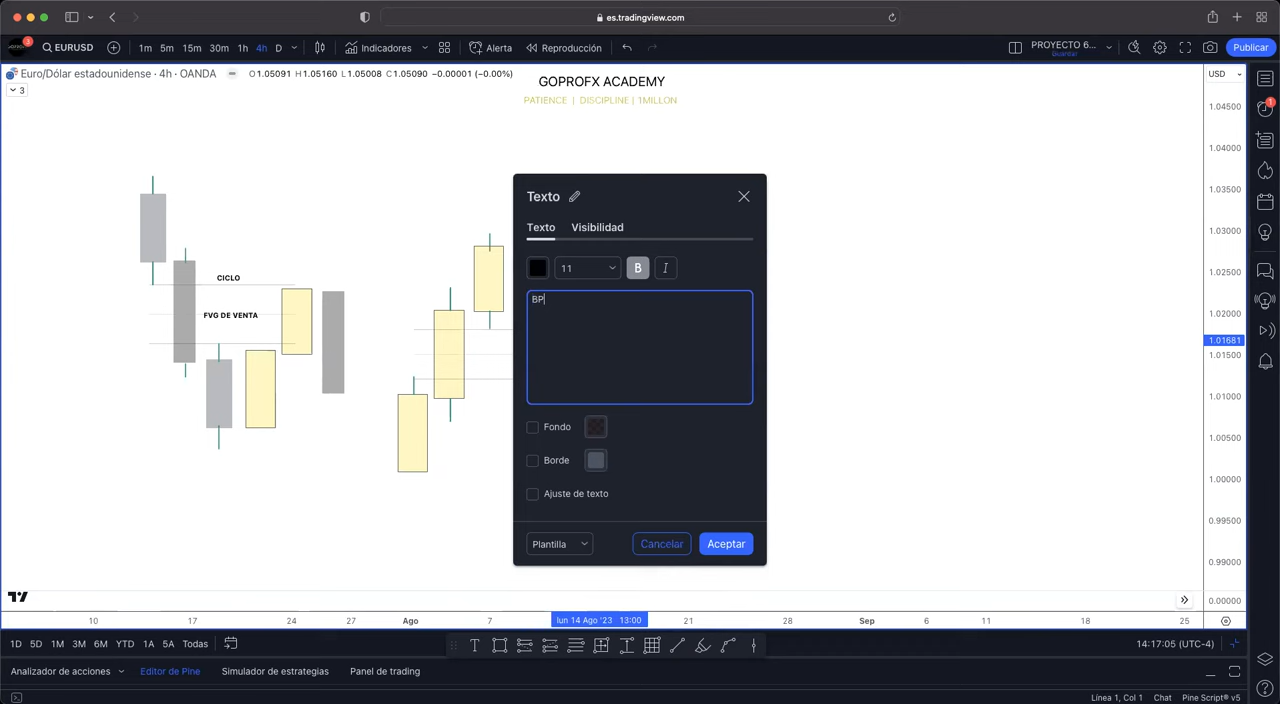 es.tradingview.com
3
EURUSD
1m 5m 15m 30m 1h 4h D
Indicadores
Alerta
Reproducción
PROYECTO 6...
Guardar
Publicar
Euro/Dólar estadounidense · 4h · OANDA
O1.05091 H1.05160 L1.05008 C1.05090 -0.00001 (-0.00%)
3
GOPROFX ACADEMY
PATIENCE | DISCIPLINE | 1MILLON
USD
1.04500
1.04000
1.03500
1.03000
1.02500
1.02000
1.01681
1.01500
1.01000
1.00500
1.00000
0.99500
0.99000
0.00000
1
CICLO
FVG DE VENTA
Texto
Texto Visibilidad
11
B I
BP
Fondo
Borde
Ajuste de texto
Plantilla
Cancelar
Aceptar
10 17 24 27 Ago 7 lun 14 Ago '23 13:00 21 28 Sep 6 11 18 25
1D 5D 1M 3M 6M YTD 1A 5A Todas
T
14:17:05 (UTC-4)
Analizador de acciones
Editor de Pine
Simulador de estrategias
Panel de trading
Línea 1, Col 1 Chat Pine Script® v5